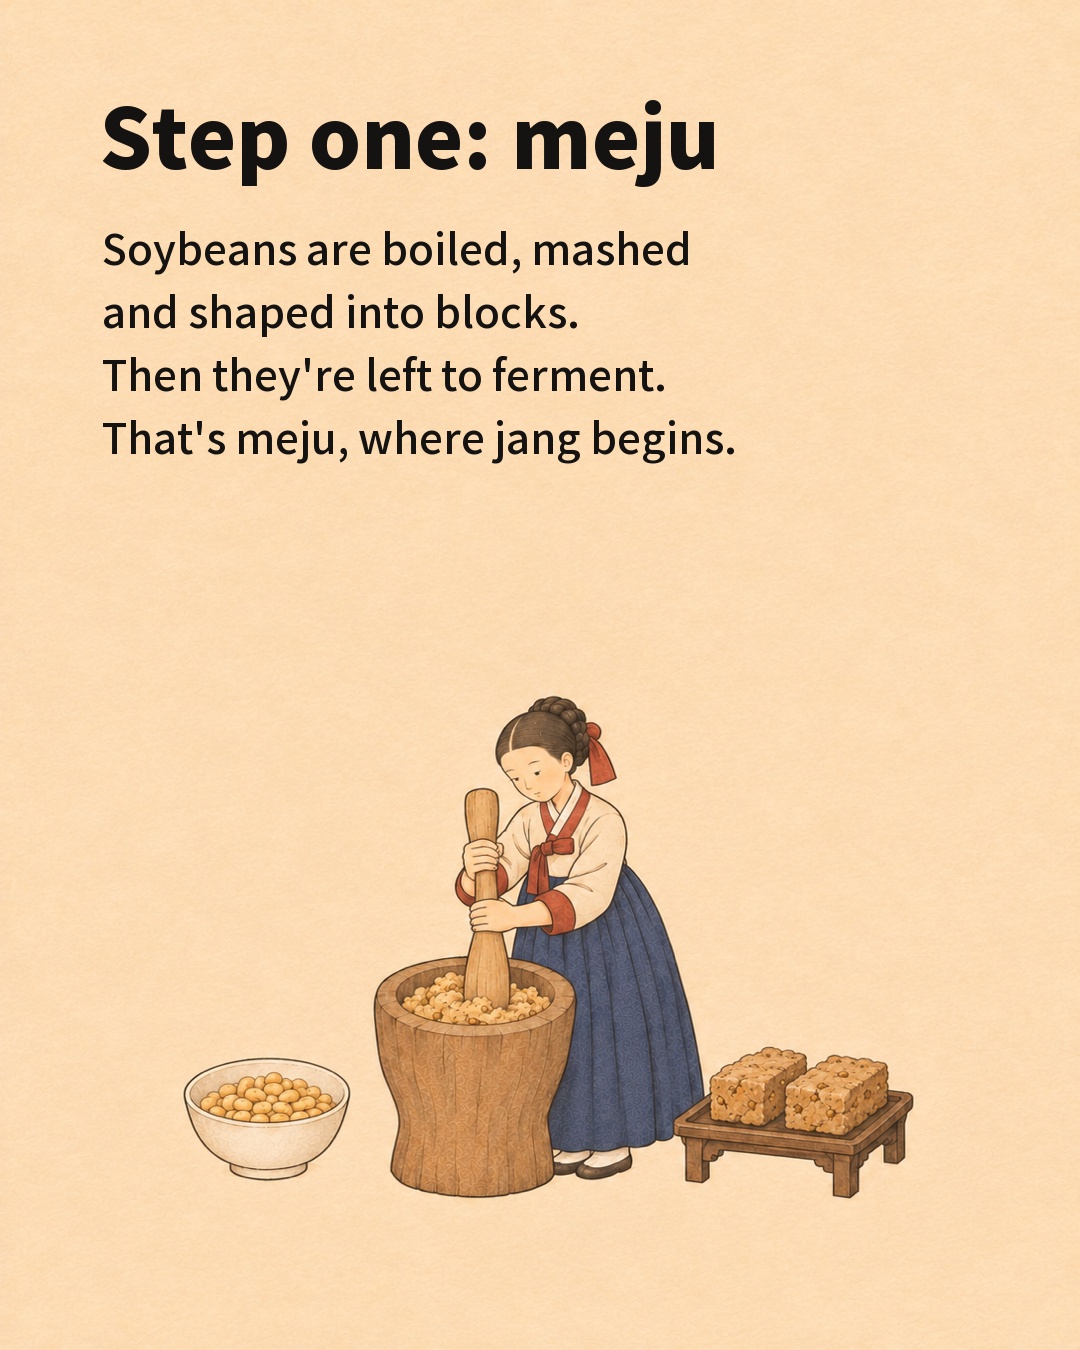 Step one: meju
Soybeans are boiled, mashed
and shaped into blocks.
Then they're left to ferment.
That's meju, where jang begins.